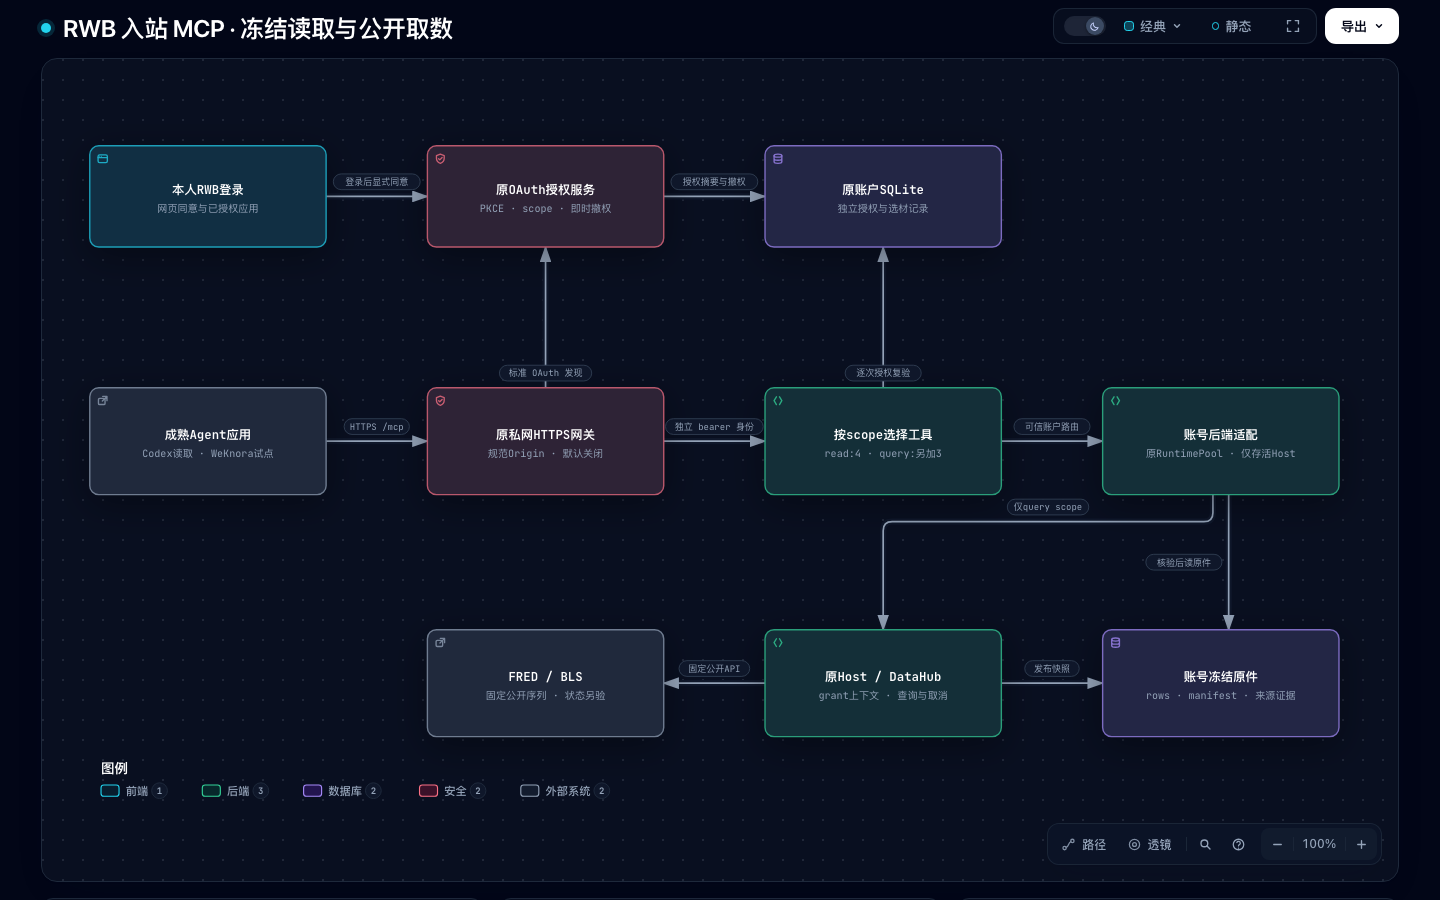 RWB 入站 MCP · 冻结读取与公开取数
经典
静态
导出
本人RWB登录
网页同意与已授权应用
登录后显式同意
原OAuth授权服务
PKCE · scope · 即时撤权
授权摘要与撤权
原账户SQLite
独立授权与选材记录
标准 OAuth 发现
逐次授权复验
成熟Agent应用
Codex读取 · WeKnora试点
HTTPS /mcp
原私网HTTPS网关
规范Origin · 默认关闭
独立 bearer 身份
按scope选择工具
read:4 · query:另加3
可信账户路由
账号后端适配
原RuntimePool · 仅存活Host
仅query scope
核验后读原件
FRED / BLS
固定公开序列 · 状态另验
固定公开API
原Host / DataHub
grant上下文 · 查询与取消
发布快照
账号冻结原件
rows · manifest · 来源证据
图例
前端 1
后端 3
数据库 2
安全 2
外部系统 2
路径
透镜
100%